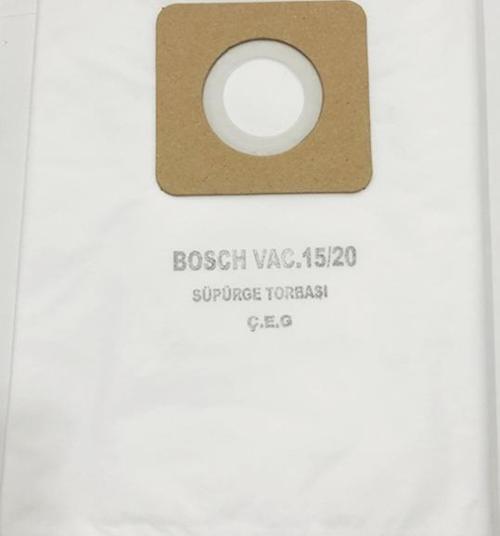 BOSCH VAC.15/20
SÜPÜRGE TORBASI
Ç.E.G